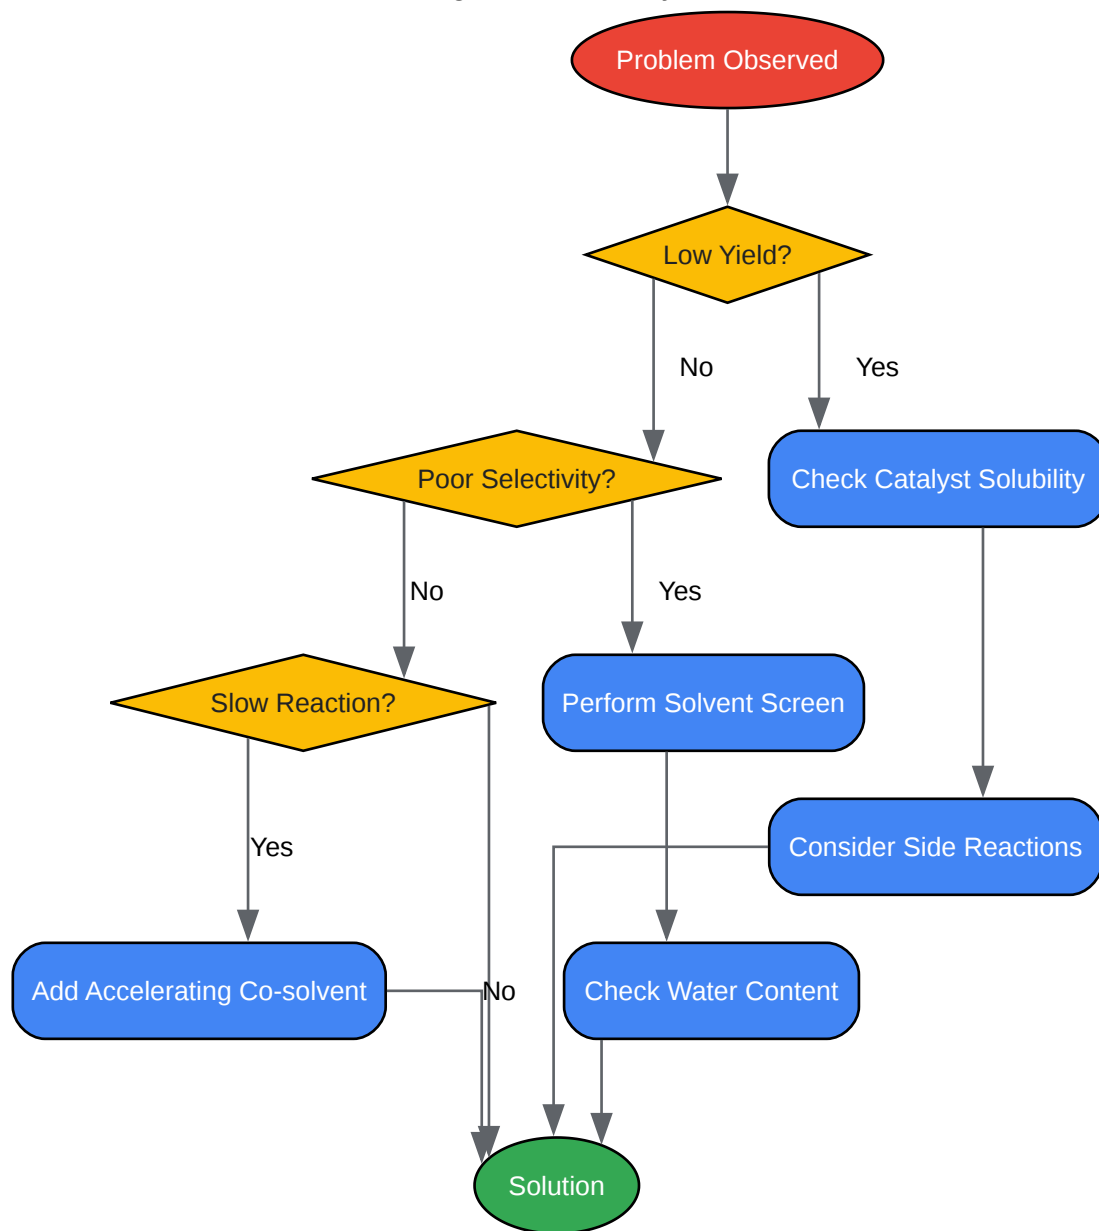 Problem Observed
Low Yield?
No
Yes
Poor Selectivity?
Check Catalyst Solubility
No
Yes
Slow Reaction?
Perform Solvent Screen
Yes
Consider Side Reactions
Add Accelerating Co-solvent
No
Check Water Content
Solution